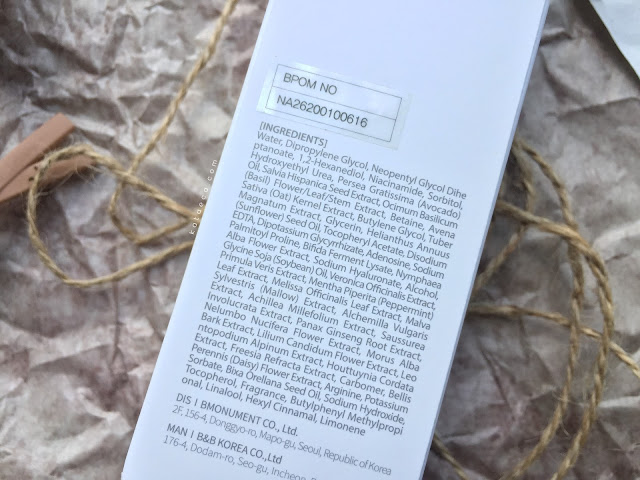 BPOM NO
NA26200100616
[INGREDIENTS]
Water, Dipropylene Glycol, Neopentyl Glycol Dihe
ptanoate, 1,2-Hexanediol, Niacinamide, Sorbitol,
Hydroxyethyl Urea, Persea Gratissima (Avocado)
Oil, Salvia Hispanica Seed Extract, Ocimum Basilicum
(Basil) Flower/Leaf/Stem Extract, Betaine, Avena
Sativa (Oat) Kernel Extract, Butylene Glycol, Tuber
Magnatum Extract, Glycerin, Helianthus Annuus
(Sunflower) Seed Oil, Tocopheryl Acetate, Disodium
EDTA, Dipotassium Glycyrrhizate, Adenosine, Sodium
Palmitoyl Proline, Bifida Ferment Lysate, Nymphaea
Alba Flower Extract, Sodium Hyaluronate, Alcohol,
Glycine Soja (Soybean) Oil, Veronica Officinalis Extract,
Primula Veris Extract, Mentha Piperita (Peppermint)
Leaf Extract, Melissa Officinalis Leaf Extract, Malva
Sylvestris (Mallow) Extract, Alchemilla Vulgaris
Extract, Achillea Millefolium Extract, Saussurea
Involucrata Extract, Panax Ginseng Root Extract,
Nelumbo Nucifera Flower Extract, Morus Alba
Bark Extract, Lilium Candidum Flower Extract, Leo
ntopodium Alpinum Extract, Houttuynia Cordata
Extract, Freesia Refracta Extract, Carbomer, Bellis
Perennis (Daisy) Flower Extract, Arginine, Potassium
Sorbate, Bixa Orellana Seed Oil, Sodium Hydroxide,
Tocopherol, Fragrance, Butylphenyl Methylpropi
onal, Linalool, Hexyl Cinnamal, Limonene
DIS | BMONUMENT CO., Ltd.
2F, 156-4, Donggyo-ro, Mapo-gu, Seoul, Republic of Korea
MAN | B&B KOREA CO.,Ltd
176-4, Dodam-ro, Seo-gu, Incheon,